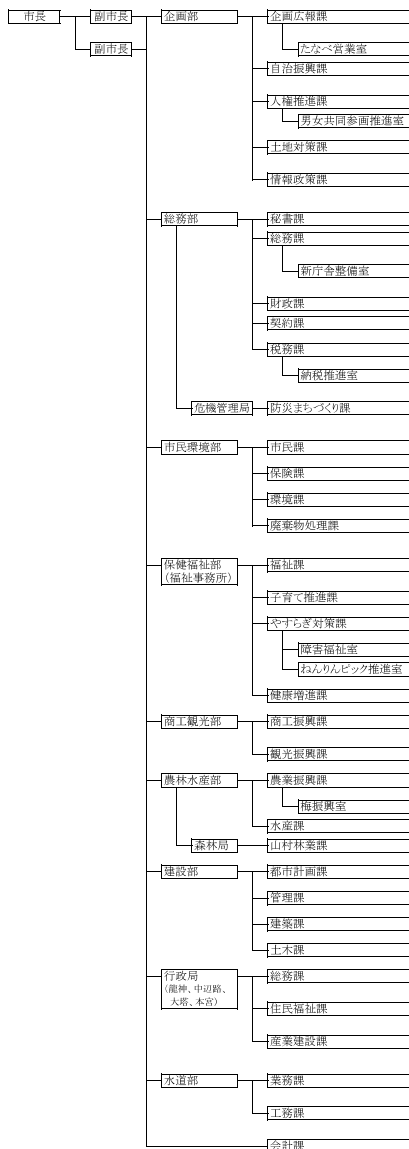 市長 副市長 企画部 企画広報課
副市長 たなべ営業室
自治振興課
人権推進課
男女共同参画推進室
土地対策課
情報政策課
総務部 秘書課
総務課
新庁舎整備室
財政課
契約課
税務課
納税推進室
危機管理局 防災まちづくり課
市民環境部 市民課
保険課
環境課
廃棄物処理課
保健福祉部 福祉課
(福祉事務所)
子育て推進課
やすらぎ対策課
障害福祉室
ねんりんピック推進室
健康増進課
商工観光部 商工振興課
観光振興課
農林水産部 農業振興課
梅振興室
水産課
森林局 山村林業課
建設部 都市計画課
管理課
建築課
土木課
行政局 総務課
(龍神、中辺路、
大塔、本宮)
住民福祉課
産業建設課
水道部 業務課
工務課
会計課